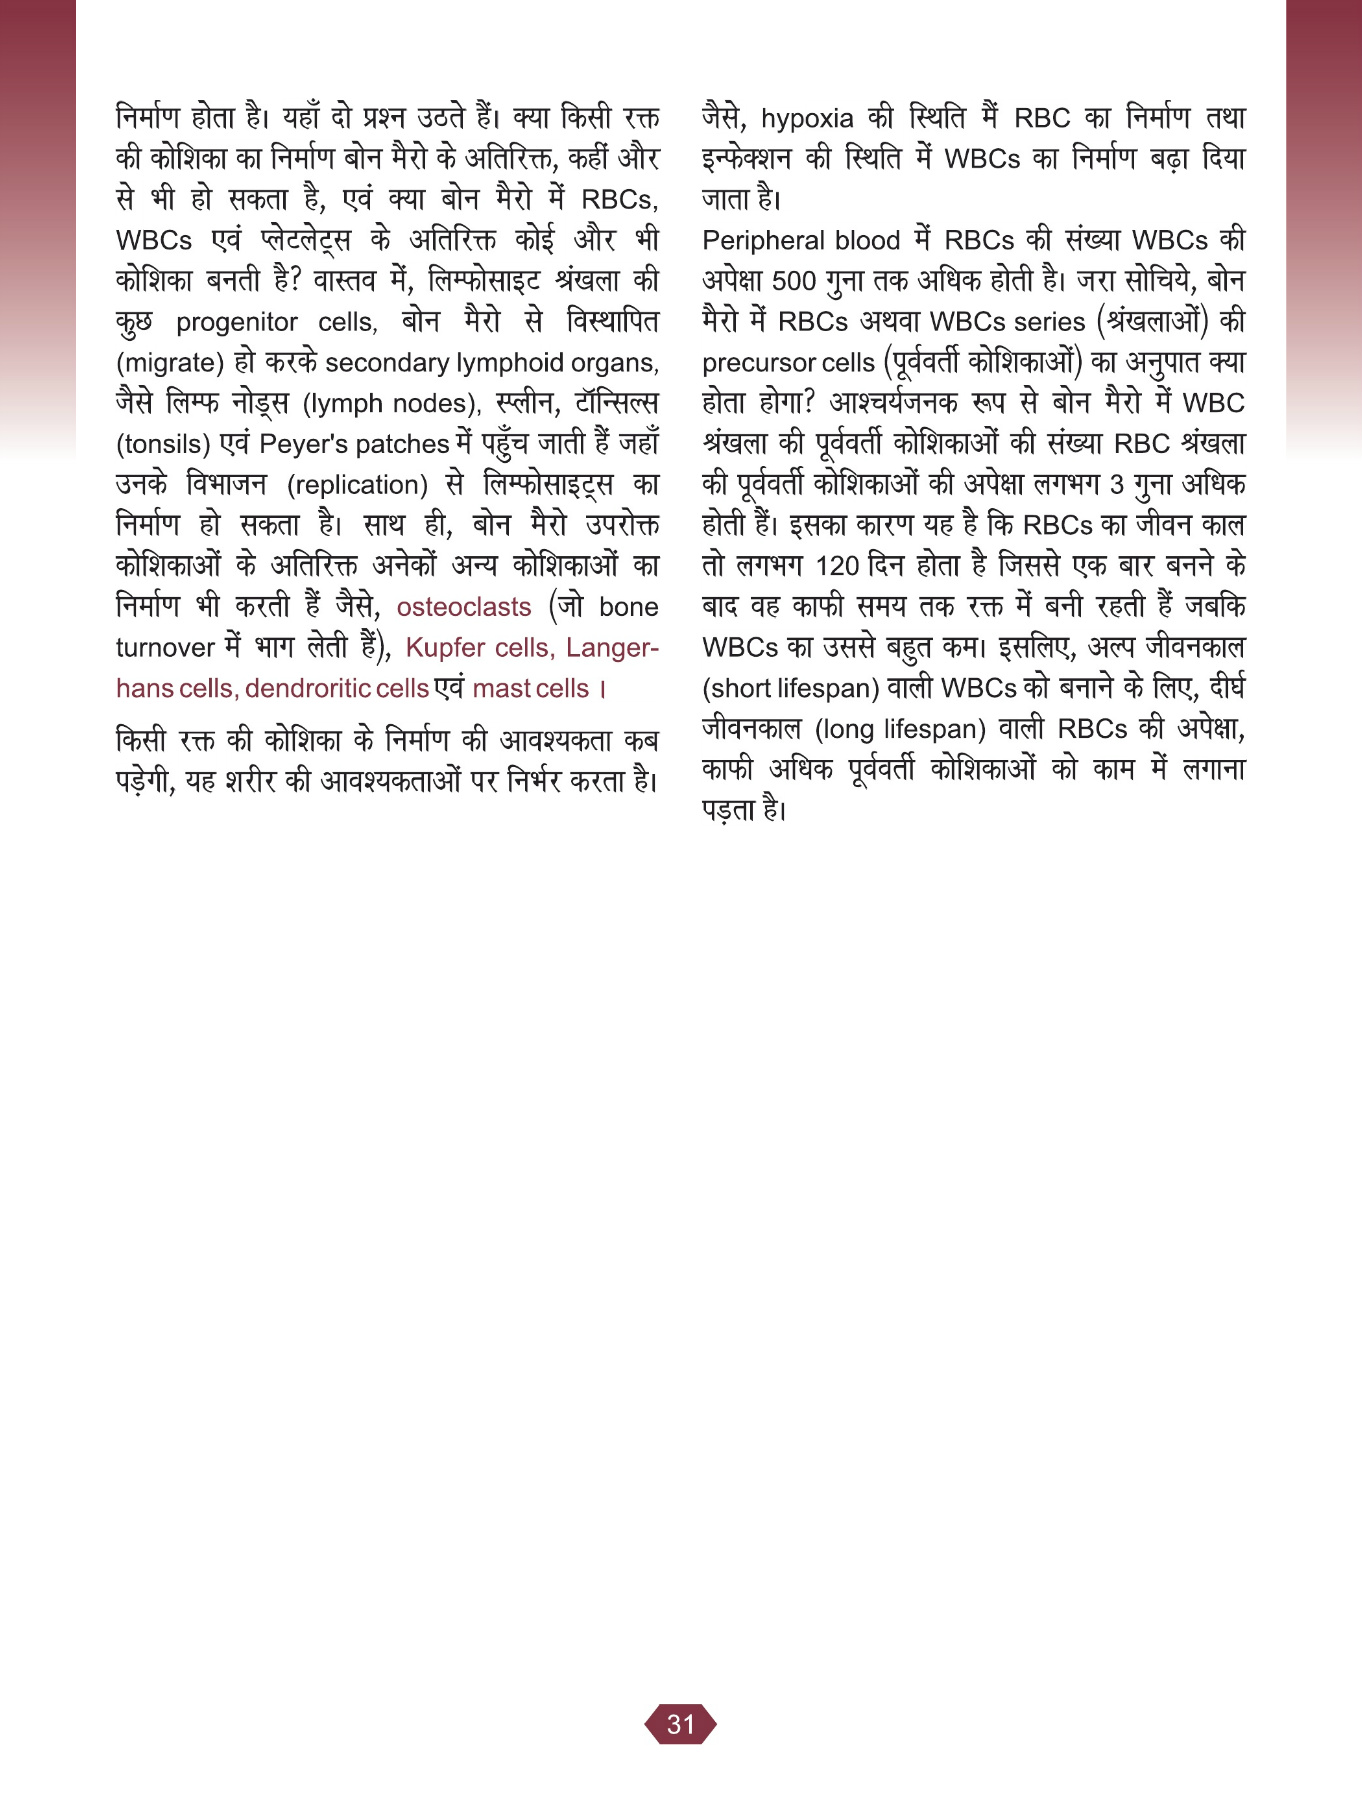 निर्माण होता है। यहाँ दो प्रश्न उठते हैं। क्या किसी रक्त
की कोशिका का निर्माण बोन मैरो के अतिरिक्त, कहीं और
से भी हो सकता है, एवं क्या बोन मैरो में RBCs,
WBCs एवं प्लेटलेट्स के अतिरिक्त कोई और भी
कोशिका बनती है? वास्तव में, लिम्फोसाइट श्रंखला की
कुछ progenitor cells, बोन मैरो से विस्थापित
(migrate) हो करके secondary lymphoid organs,
जैसे लिम्फ नोड्स (lymph nodes), स्प्लीन, टॉन्सिल्स
(tonsils) एवं Peyer's patches में पहुँच जाती हैं जहाँ
उनके विभाजन (replication) से लिम्फोसाइट्स का
निर्माण हो सकता है। साथ ही, बोन मैरो उपरोक्त
कोशिकाओं के अतिरिक्त अनेकों अन्य कोशिकाओं का
निर्माण भी करती हैं जैसे, osteoclasts (जो bone
turnover में भाग लेती हैं), Kupfer cells, Langer-
hans cells, dendroritic cells एवं mast cells ।
किसी रक्त की कोशिका के निर्माण की आवश्यकता कब
पड़ेगी, यह शरीर की आवश्यकताओं पर निर्भर करता है।
जैसे, hypoxia की स्थिति मैं RBC का निर्माण तथा
इन्फेक्शन की स्थिति में WBCs का निर्माण बढ़ा दिया
जाता है।
Peripheral blood में RBCs की संख्या WBCs की
अपेक्षा 500 गुना तक अधिक होती है। जरा सोचिये, बोन
मैरो में RBCs अथवा WBCs series (श्रंखलाओं) की
precursor cells (पूर्ववर्ती कोशिकाओं) का अनुपात क्या
होता होगा? आश्चर्यजनक रूप से बोन मैरो में WBC
श्रंखला की पूर्ववर्ती कोशिकाओं की संख्या RBC श्रंखला
की पूर्ववर्ती कोशिकाओं की अपेक्षा लगभग 3 गुना अधिक
होती हैं। इसका कारण यह है कि RBCs का जीवन काल
तो लगभग 120 दिन होता है जिससे एक बार बनने के
बाद वह काफी समय तक रक्त में बनी रहती हैं जबकि
WBCs का उससे बहुत कम। इसलिए, अल्प जीवनकाल
(short lifespan) वाली WBCs को बनाने के लिए, दीर्घ
जीवनकाल (long lifespan) वाली RBCs की अपेक्षा,
काफी अधिक पूर्ववर्ती कोशिकाओं को काम में लगाना
पड़ता है।
31